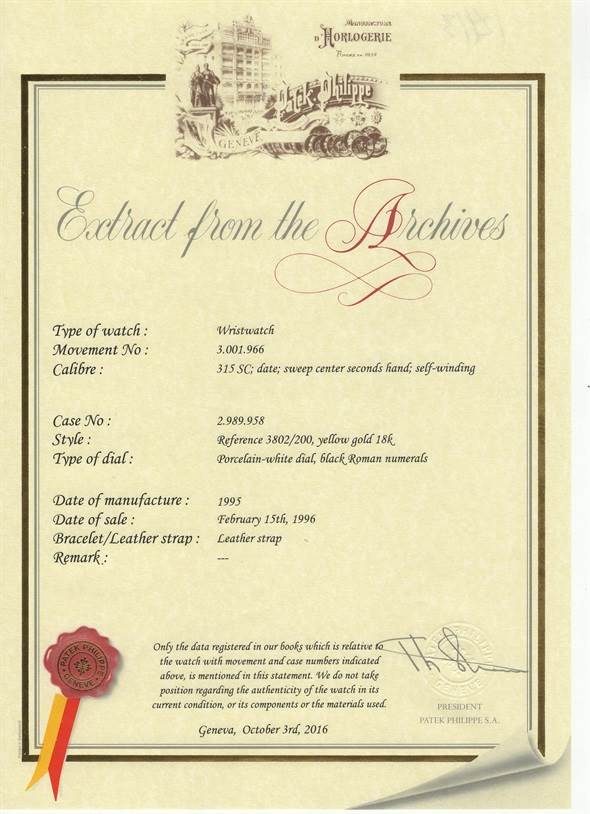 MANUFACTURE
D'HORLOGERIE
FONDÉE EN 1839
Patek Philippe
GENÈVE
Extract from the Archives
Type of watch : Wristwatch
Movement No : 3.001.966
Calibre : 315 SC; date; sweep center seconds hand; self-winding
Case No : 2.989.958
Style : Reference 3802/200, yellow gold 18k
Type of dial : Porcelain-white dial, black Roman numerals
Date of manufacture : 1995
Date of sale : February 15th, 1996
Bracelet/Leather strap : Leather strap
Remark : ---
Only the data registered in our books which is relative to
the watch with movement and case numbers indicated
above, is mentioned in this statement. We do not take
position regarding the authenticity of the watch in its
current condition, or its components or the materials used.
Geneva, October 3rd, 2016
PATEK PHILIPPE
GENEVE
GENEVE
PRESIDENT
PATEK PHILIPPE S.A.